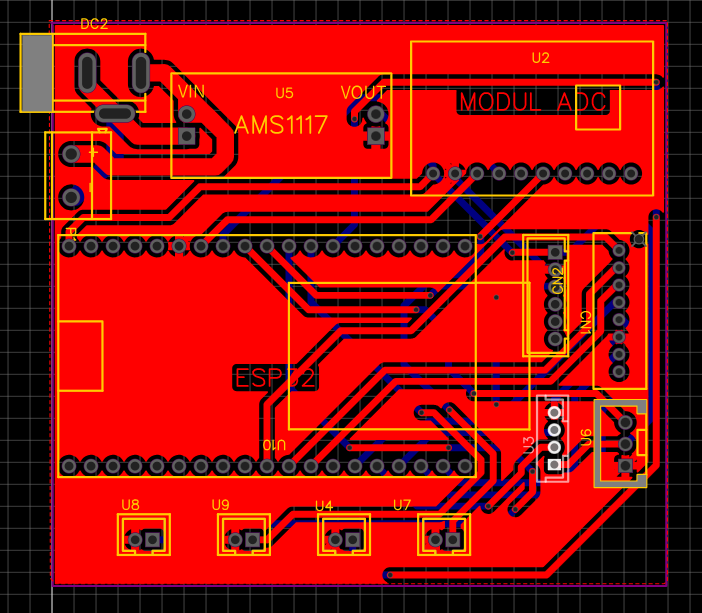 DC2
U2
VIN
U5
VOUT
MODUL ADC
AMS1117
+
-
CN2
CN1
ESP32
U10
U3
U6
U8
U9
U4
U7